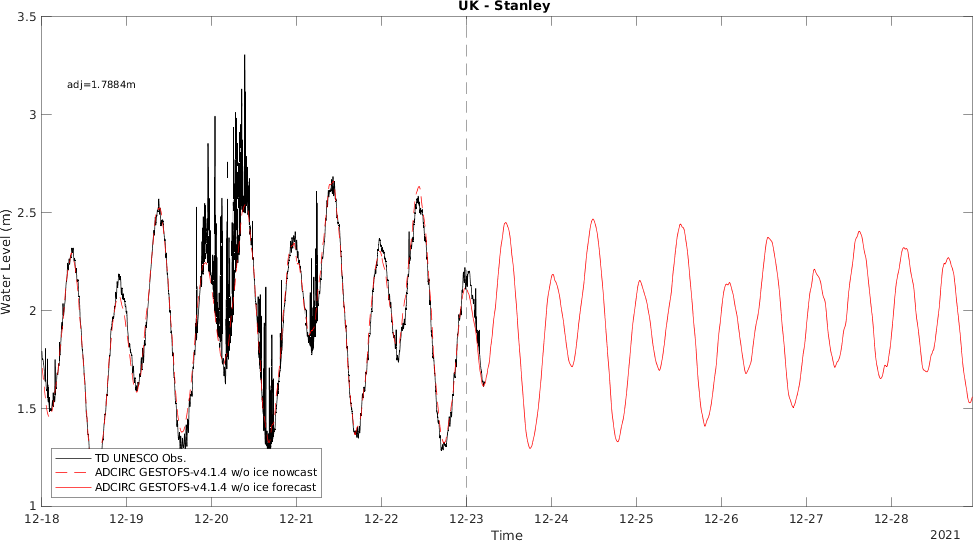 UK - Stanley
adj=1.7884m
3.5
3
2.5
2
1.5
1
Water Level (m)
TD UNESCO Obs.
ADCIRC GESTOFS-v4.1.4 w/o ice nowcast
ADCIRC GESTOFS-v4.1.4 w/o ice forecast
12-18 12-19 12-20 12-21 12-22 12-23 12-24 12-25 12-26 12-27 12-28
Time
2021